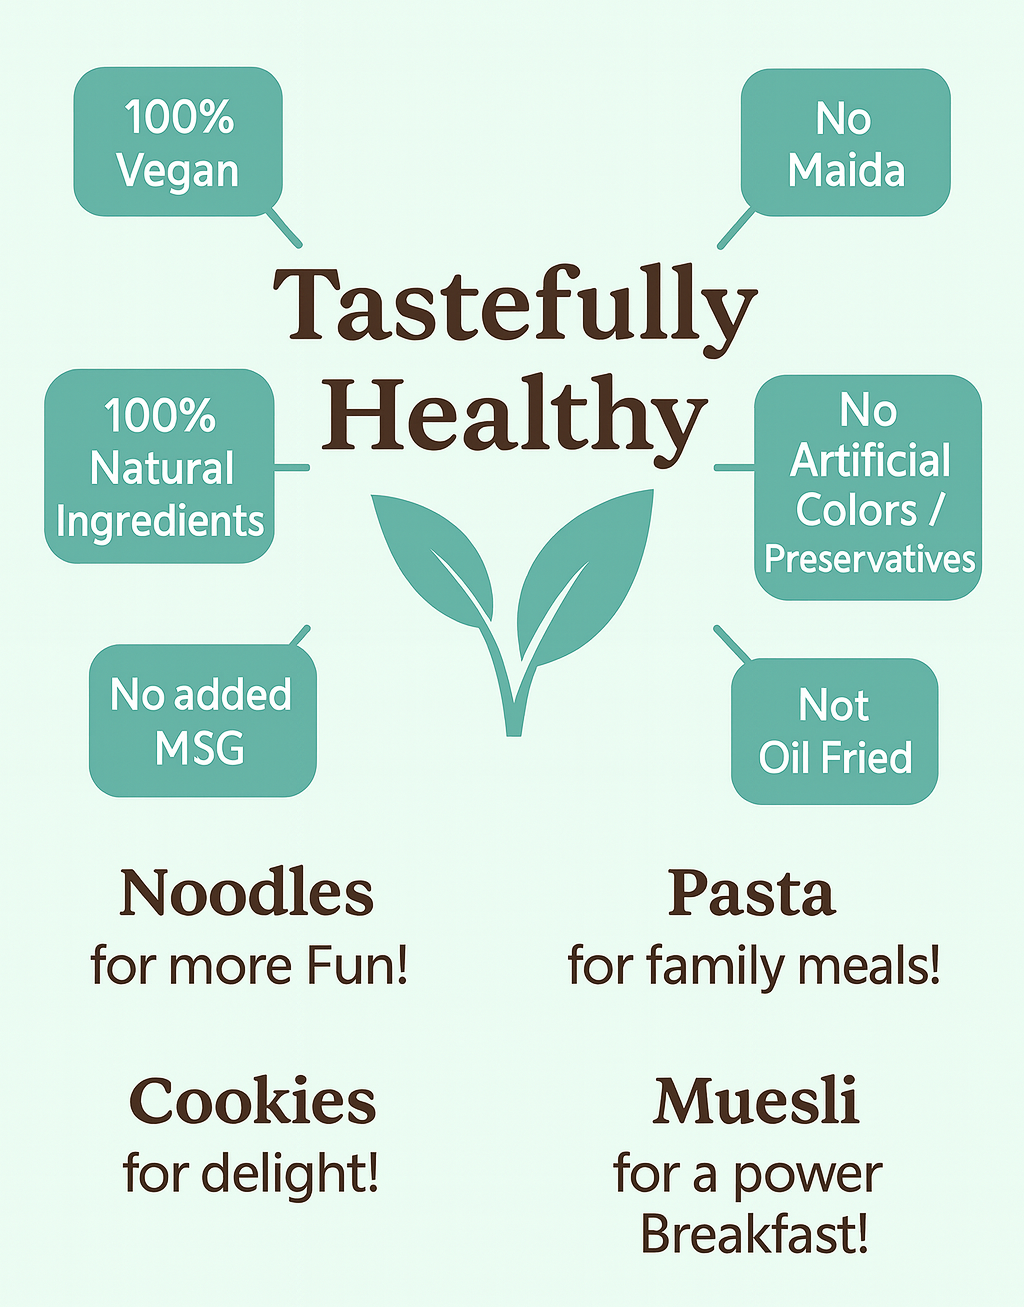 100%
Vegan
No
Maida
Tastefully
Healthy
100%
Natural
Ingredients
No
Artificial
Colors /
Preservatives
No added
MSG
Not
Oil Fried
Noodles
for more Fun!
Pasta
for family meals!
Cookies
for delight!
Muesli
for a power
Breakfast!